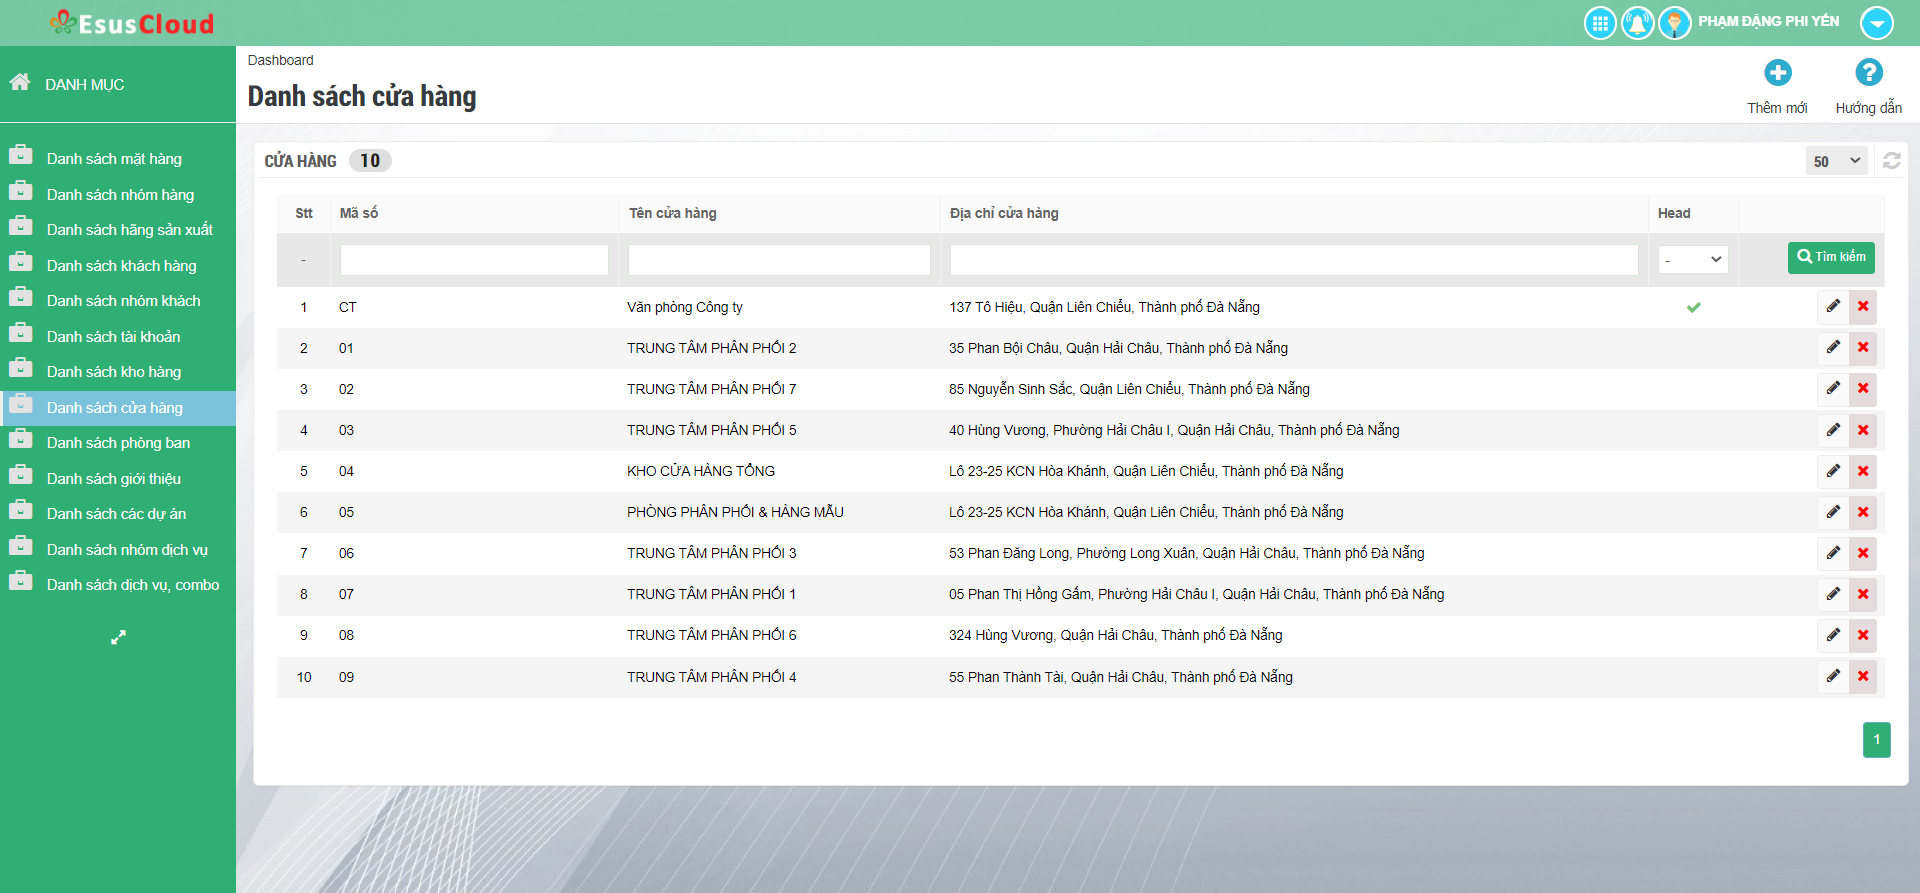 EsusCloud
PHẠM ĐẶNG PHI YẾN
DANH MỤC
Danh sách mặt hàng
Danh sách nhóm hàng
Danh sách hãng sản xuất
Danh sách khách hàng
Danh sách nhóm khách
Danh sách tài khoản
Danh sách kho hàng
Danh sách cửa hàng
Danh sách phòng ban
Danh sách giới thiệu
Danh sách các dự án
Danh sách nhóm dịch vụ
Danh sách dịch vụ, combo
Dashboard
Danh sách cửa hàng
Thêm mới
Hướng dẫn
CỬA HÀNG 10
50
Stt Mã số Tên cửa hàng Địa chỉ cửa hàng Head
- - Tìm kiếm
1 CT Văn phòng Công ty 137 Tô Hiệu, Quận Liên Chiểu, Thành phố Đà Nẵng
2 01 TRUNG TÂM PHÂN PHỐI 2 35 Phan Bội Châu, Quận Hải Châu, Thành phố Đà Nẵng
3 02 TRUNG TÂM PHÂN PHỐI 7 85 Nguyễn Sinh Sắc, Quận Liên Chiểu, Thành phố Đà Nẵng
4 03 TRUNG TÂM PHÂN PHỐI 5 40 Hùng Vương, Phường Hải Châu I, Quận Hải Châu, Thành phố Đà Nẵng
5 04 KHO CỬA HÀNG TỔNG Lô 23-25 KCN Hòa Khánh, Quận Liên Chiểu, Thành phố Đà Nẵng
6 05 PHÒNG PHÂN PHỐI & HÀNG MẪU Lô 23-25 KCN Hòa Khánh, Quận Liên Chiểu, Thành phố Đà Nẵng
7 06 TRUNG TÂM PHÂN PHỐI 3 53 Phan Đăng Long, Phường Long Xuân, Quận Hải Châu, Thành phố Đà Nẵng
8 07 TRUNG TÂM PHÂN PHỐI 1 05 Phan Thị Hồng Gấm, Phường Hải Châu I, Quận Hải Châu, Thành phố Đà Nẵng
9 08 TRUNG TÂM PHÂN PHỐI 6 324 Hùng Vương, Quận Hải Châu, Thành phố Đà Nẵng
10 09 TRUNG TÂM PHÂN PHỐI 4 55 Phan Thành Tài, Quận Hải Châu, Thành phố Đà Nẵng
1